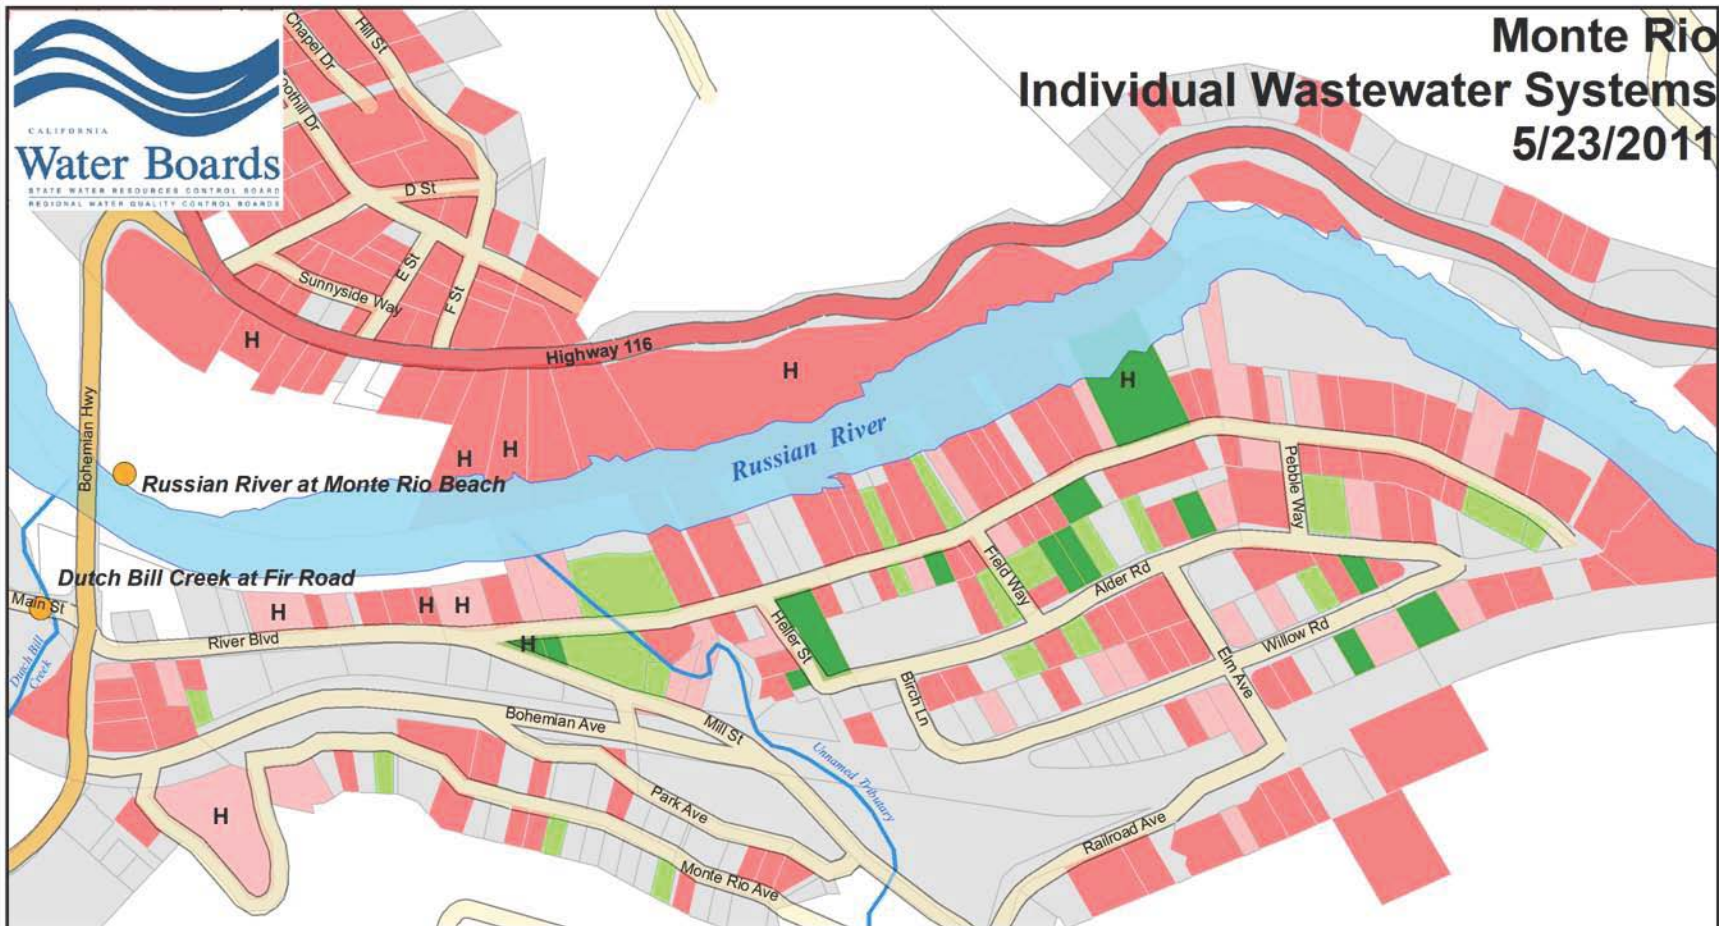 Monte Rio
Individual Wastewater Systems
5/23/2011
CALIFORNIA
Water Boards
STATE WATER RESOURCES CONTROL BOARD
REGIONAL WATER QUALITY CONTROL BOARDS
Chapel Dr
Hill St
oothill Dr
D St
E St
Sunnyside Way
F St
H
Highway 116
H
H
Bohemian Hwy
H
H
Russian River
Russian River at Monte Rio Beach
Pebble Way
Dutch Bill Creek at Fir Road
Main St
Field Way
Alder Rd
H
H
H
River Blvd
H
Heller St
Willow Rd
Dutch Bill
Creek
Elm Ave
Birch Ln
Bohemian Ave
Mill St
Unnamed Tributary
Park Ave
H
Railroad Ave
Monte Rio Ave